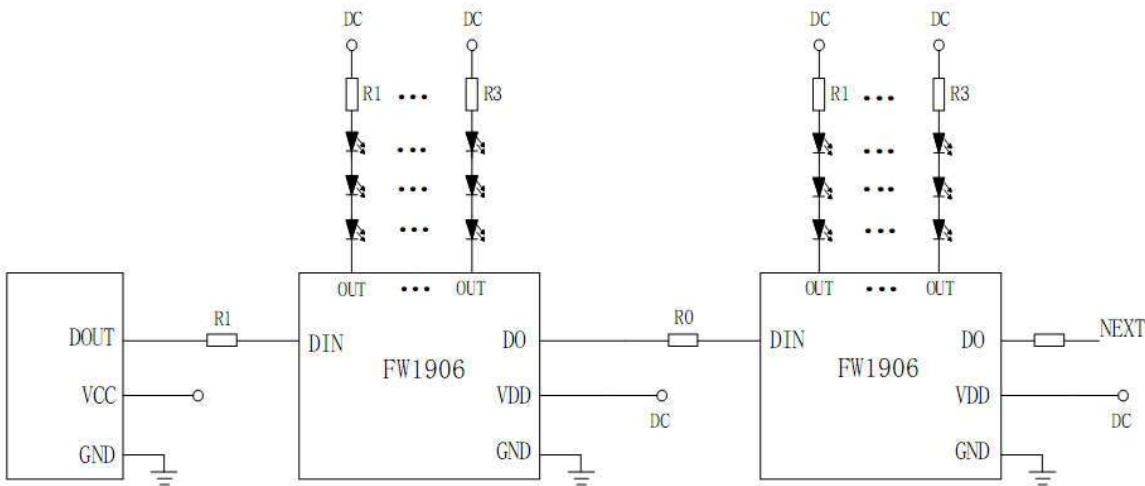 DC DC DC DC
R1 ••• R3 R1 ••• R3
OUT ••• OUT OUT ••• OUT
R1 R0 NEXT
DOUT DIN DO DIN DO
FW1906 FW1906
VCC VDD VDD
DC DC
GND GND GND